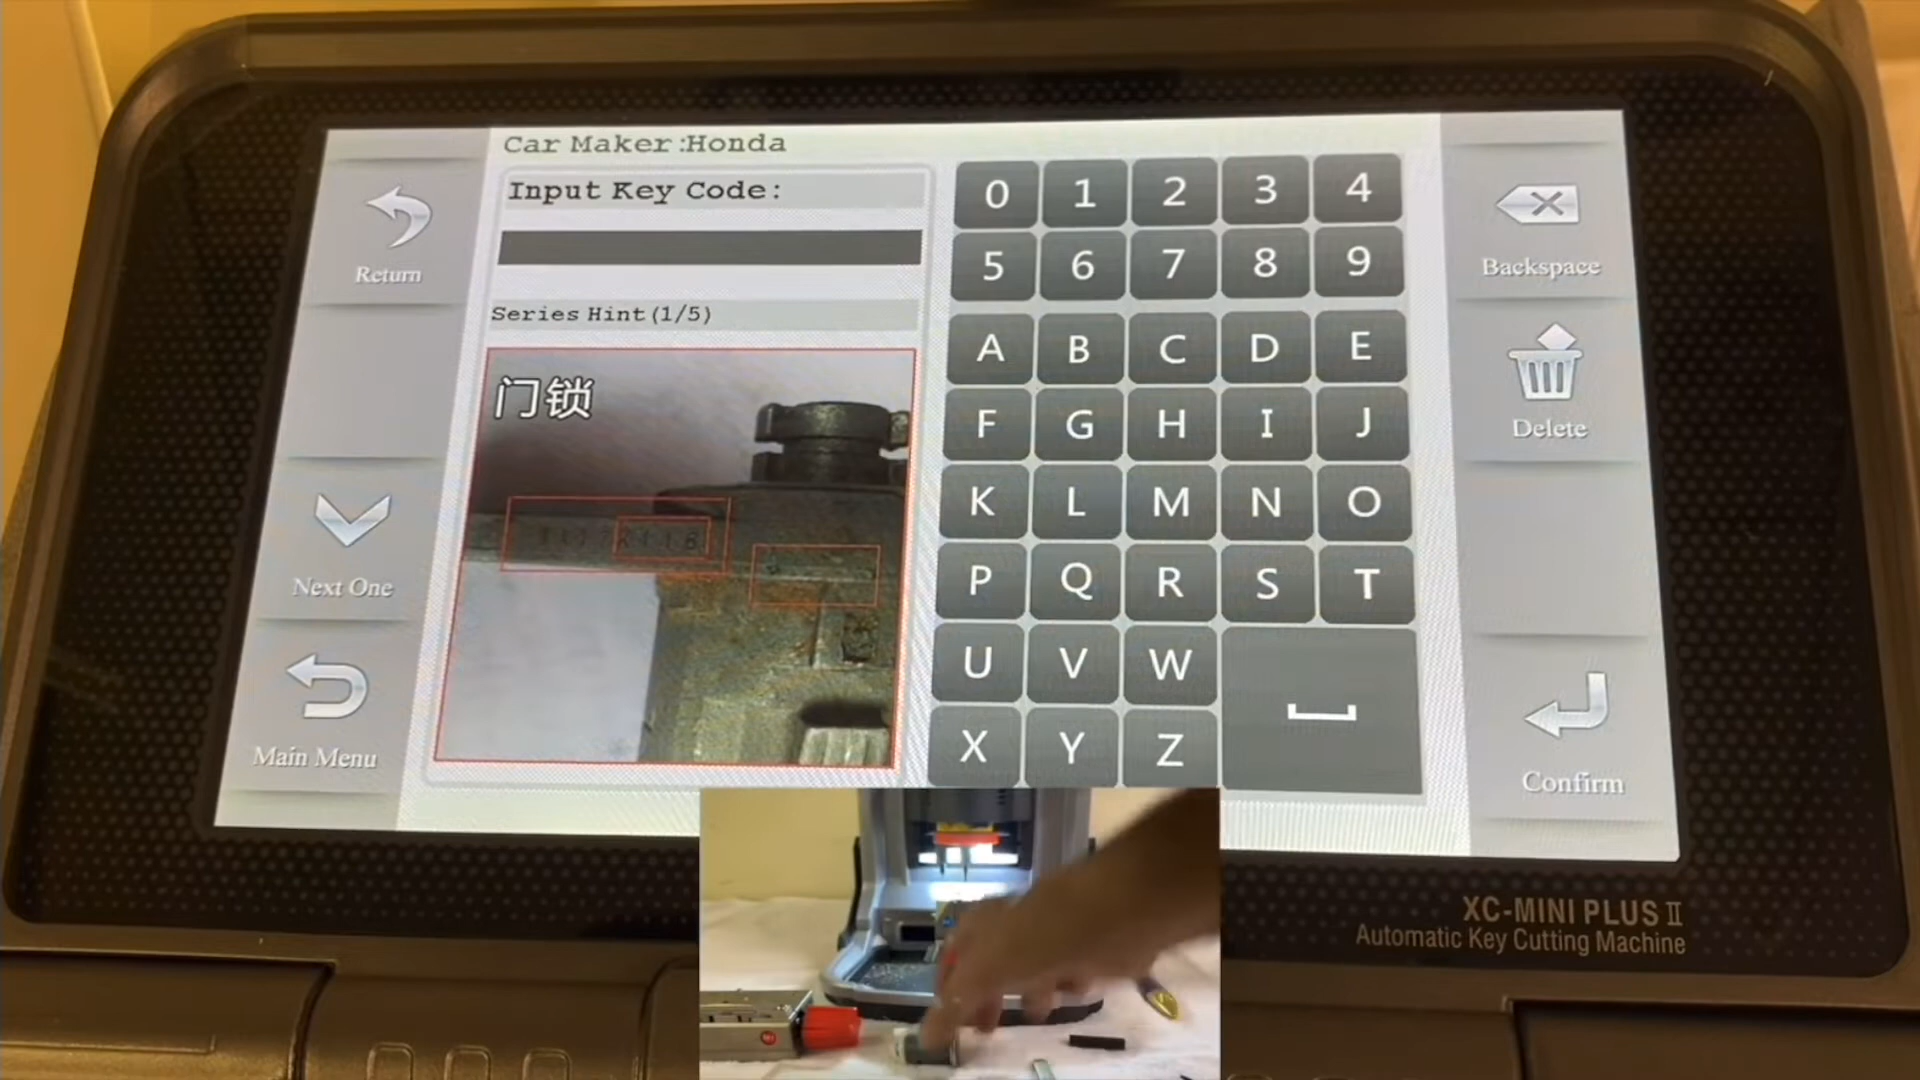 Car Maker:Honda
Input Key Code:
Series Hint(1/5)
门锁
Return
Next One
Main Menu
0 1 2 3 4
5 6 7 8 9
A B C D E
F G H I J
K L M N O
P Q R S T
U V W
X Y Z
Backspace
Delete
Confirm
XC-MINI PLUS II
Automatic Key Cutting Machine